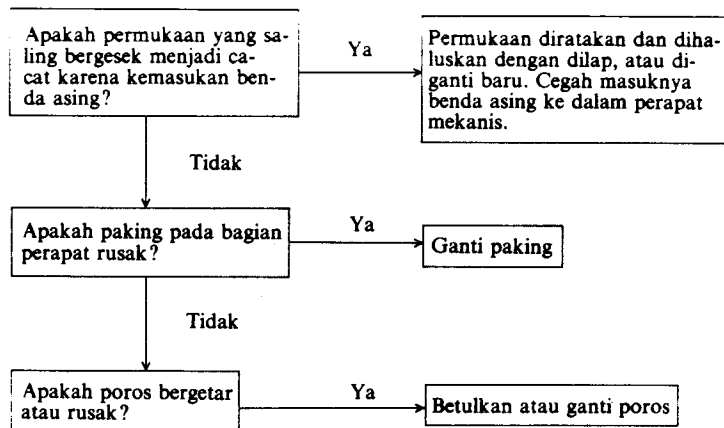 Apakah permukaan yang sa-
ling bergesek menjadi ca-
cat karena kemasukan ben-
da asing?
Ya
Permukaan diratakan dan diha-
luskan dengan dilap, atau di-
ganti baru. Cegah masuknya
benda asing ke dalam perapat
mekanis.
Tidak
Apakah paking pada bagian
perapat rusak?
Ya
Ganti paking
Tidak
Apakah poros bergetar
atau rusak?
Ya
Betulkan atau ganti poros